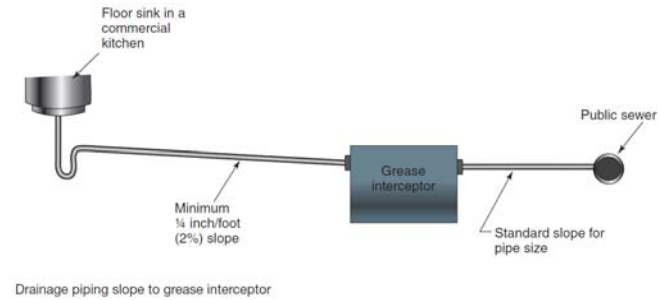 Floor sink in a
commercial
kitchen
Public sewer
Grease
interceptor
Minimum
¼ inch/foot
(2%) slope
Standard slope for
pipe size
Drainage piping slope to grease interceptor